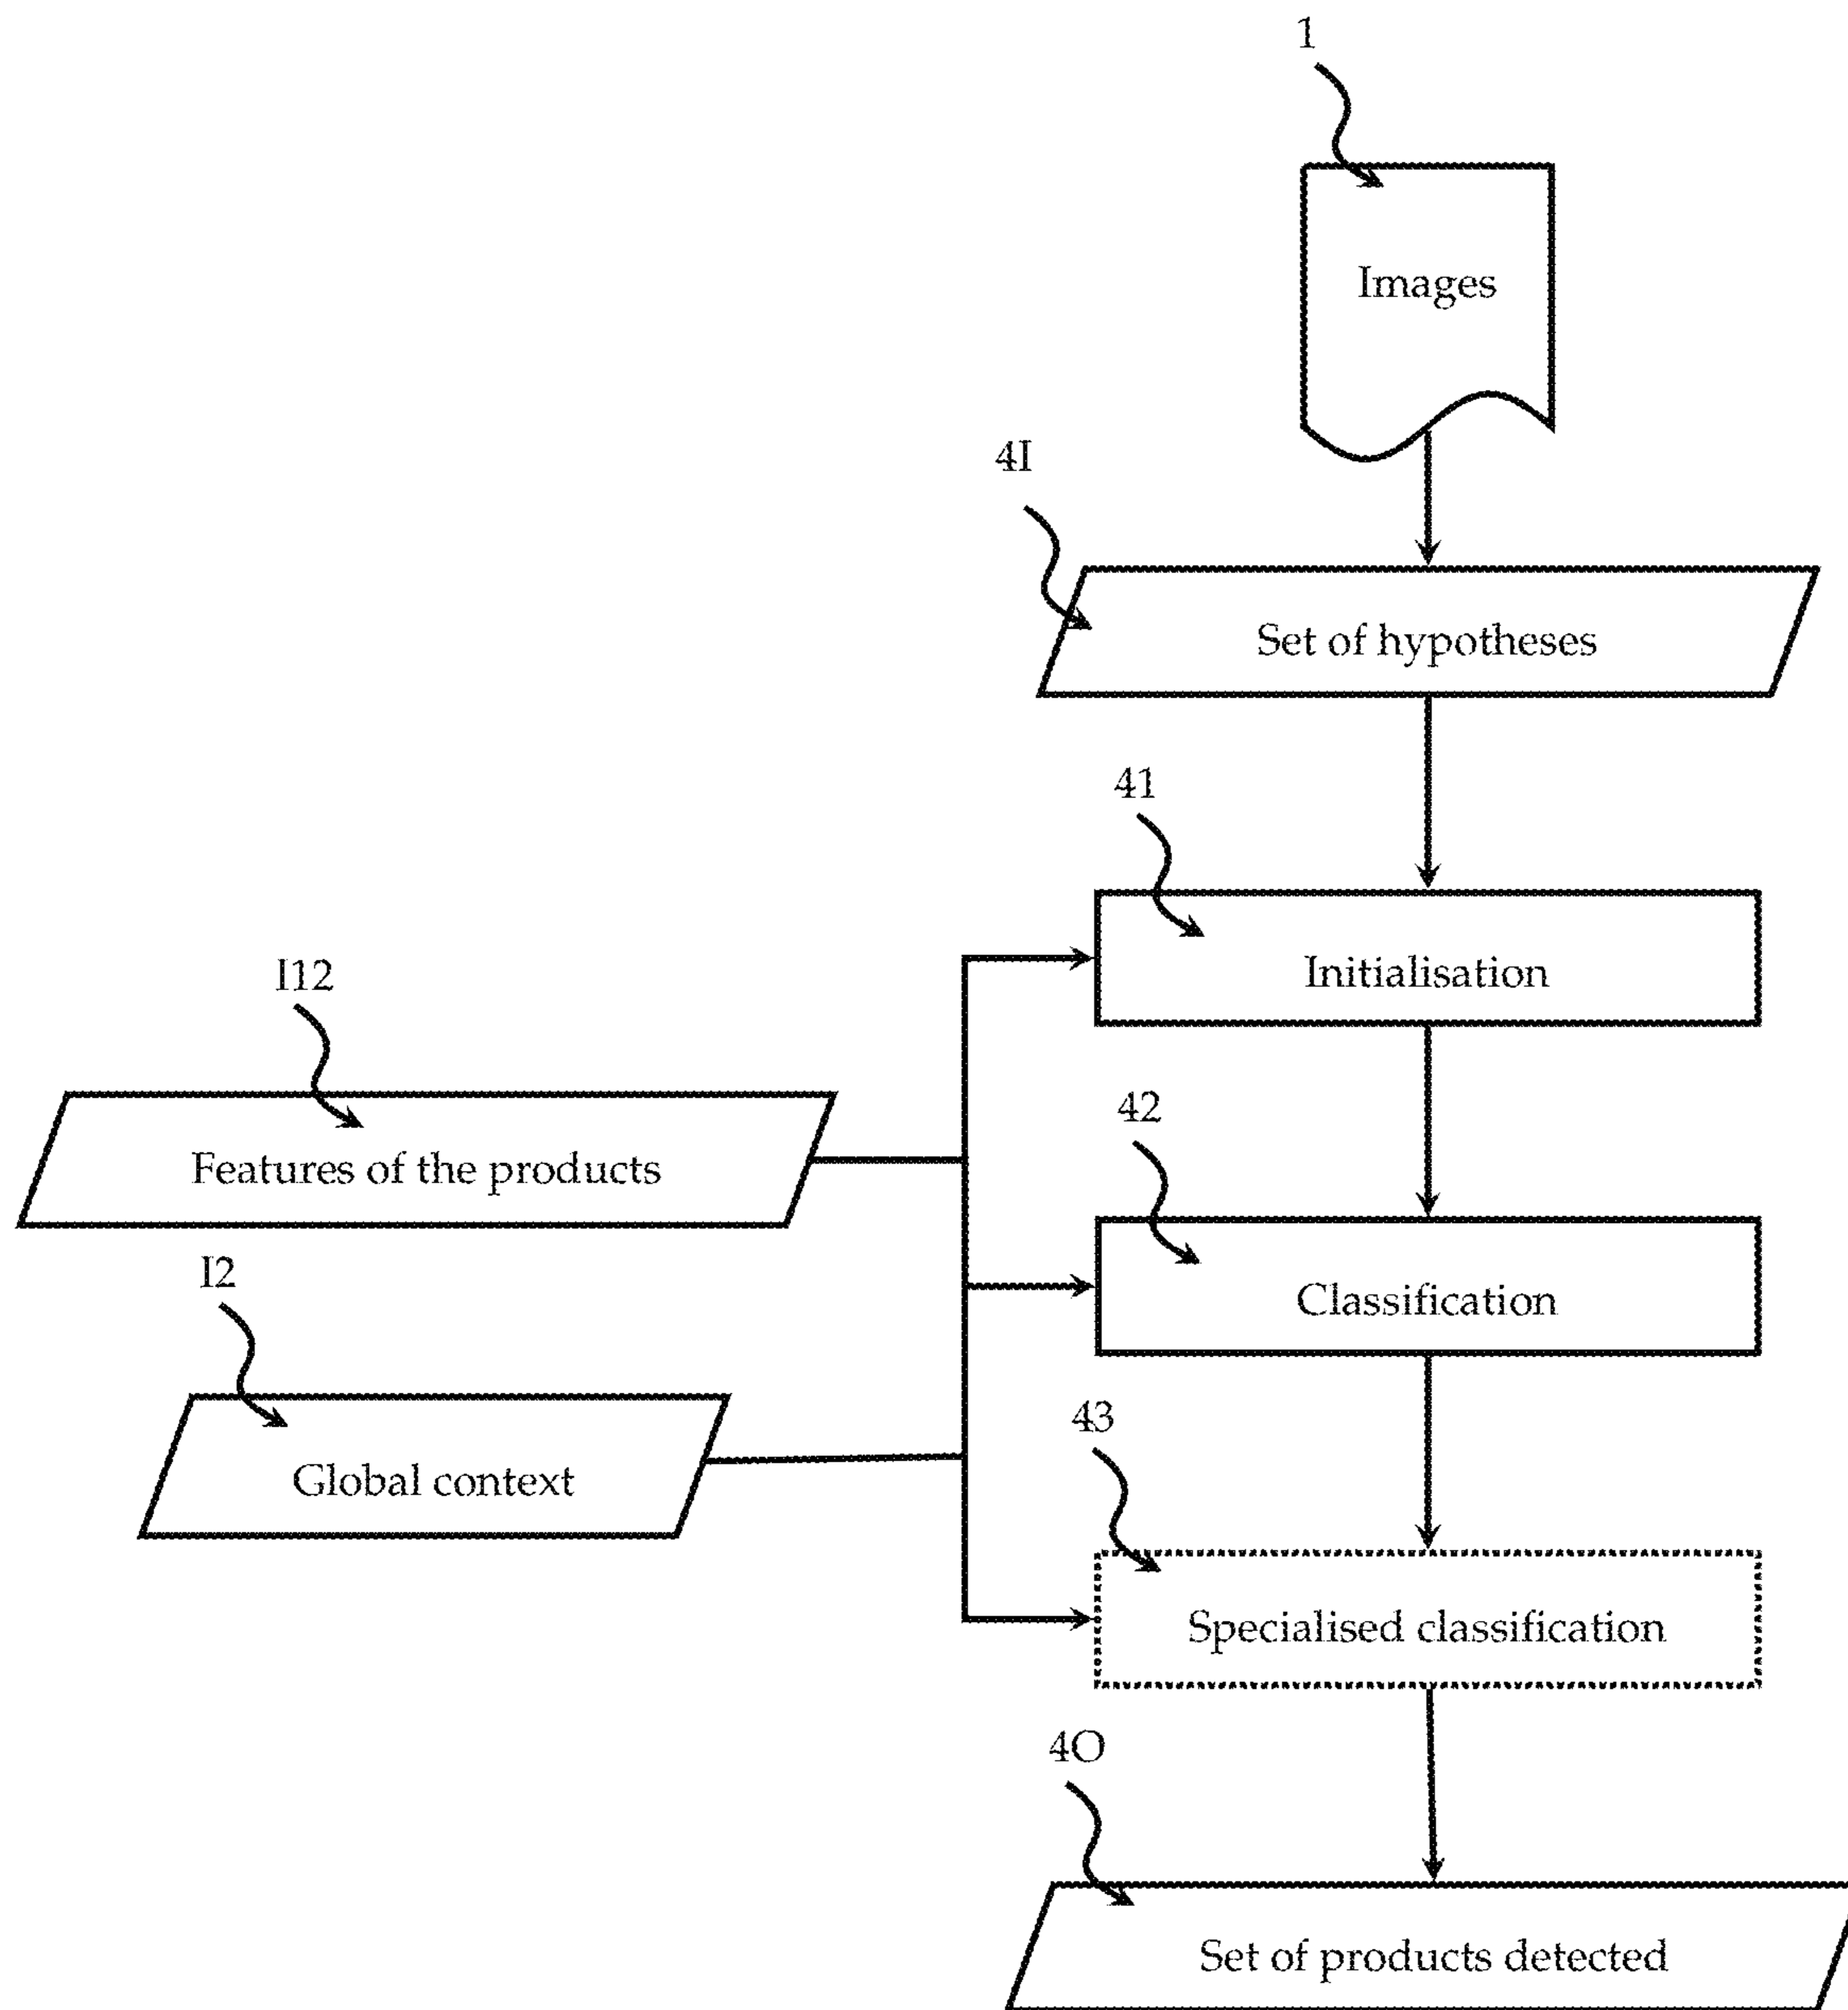 1
Images
4I
Set of hypotheses
41
Initialisation
I12
Features of the products
42
Classification
I2
Global context
43
Specialised classification
4O
Set of products detected